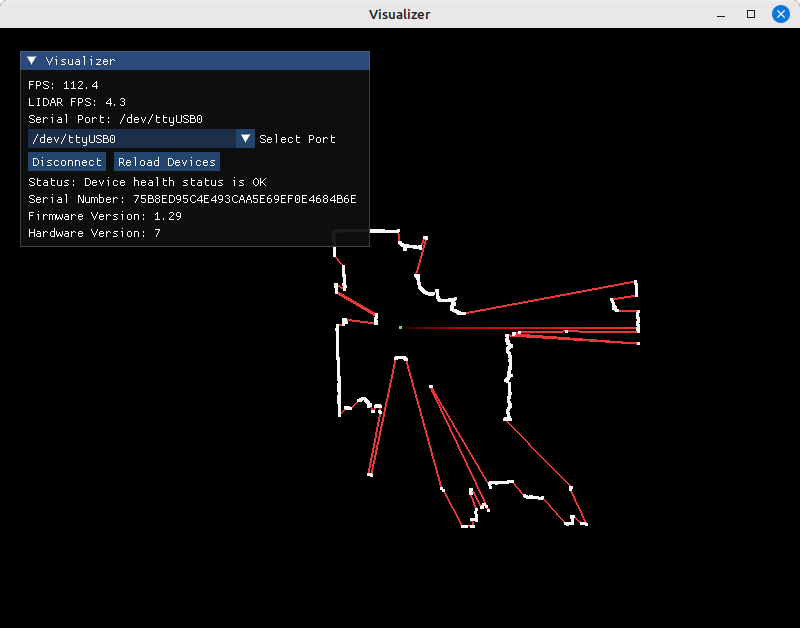 Visualizer
Visualizer
FPS: 112.4
LIDAR FPS: 4.3
Serial Port: /dev/ttyUSB0
/dev/ttyUSB0 Select Port
Disconnect Reload Devices
Status: Device health status is OK
Serial Number: 75B8ED95C4E493CAA5E69EF0E4684B6E
Firmware Version: 1.29
Hardware Version: 7